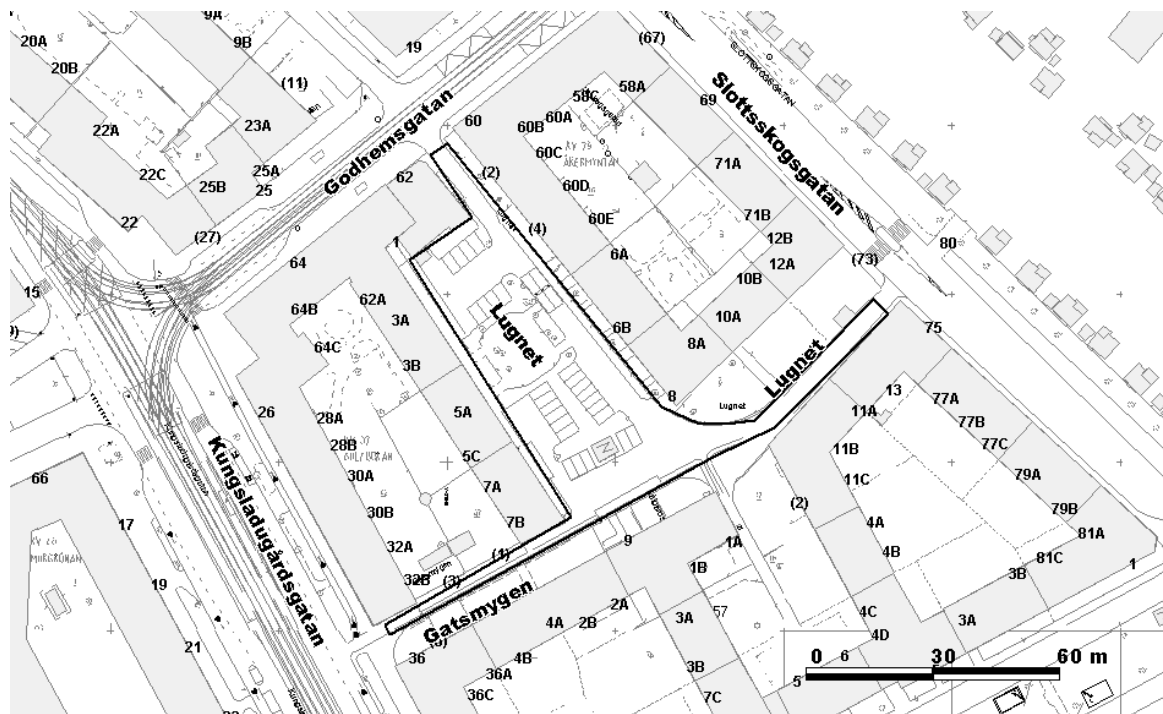 9A
20A
9B
19
(67)
SLOTTSSKOGSGATAN
20B
(11)
58A
58C
Slottsskogsgatan
69
22A
23A
Godhemsgatan
60
60A
60B
KV 79
ÅKERMYNTAN
71A
22C
25A
25B
25
60C
(2)
62
60D
71B
22
(27)
1
(4)
60E
12B
80
64
6A
12A
(73)
15
10B
62A
64B
3A
Lugnet
10A
6B
75
64C
8A
3B
Lugnet
8
Lugnet
13
77A
26
28A
5A
11A
77B
28B
11B
77C
5C
30A
11C
79A
66
7A
Kungsladugårdsgatan
(2)
30B
79B
17
7B
4A
81A
9
1A
32A
(1)
4B
81C
1
32B
(3)
1B
3B
19
Gatsmygen
2A
57
3A
4C
3A
4A
2B
4D
21
36
4B
3B
0
30
60 m
36A
6
5
36C
7C